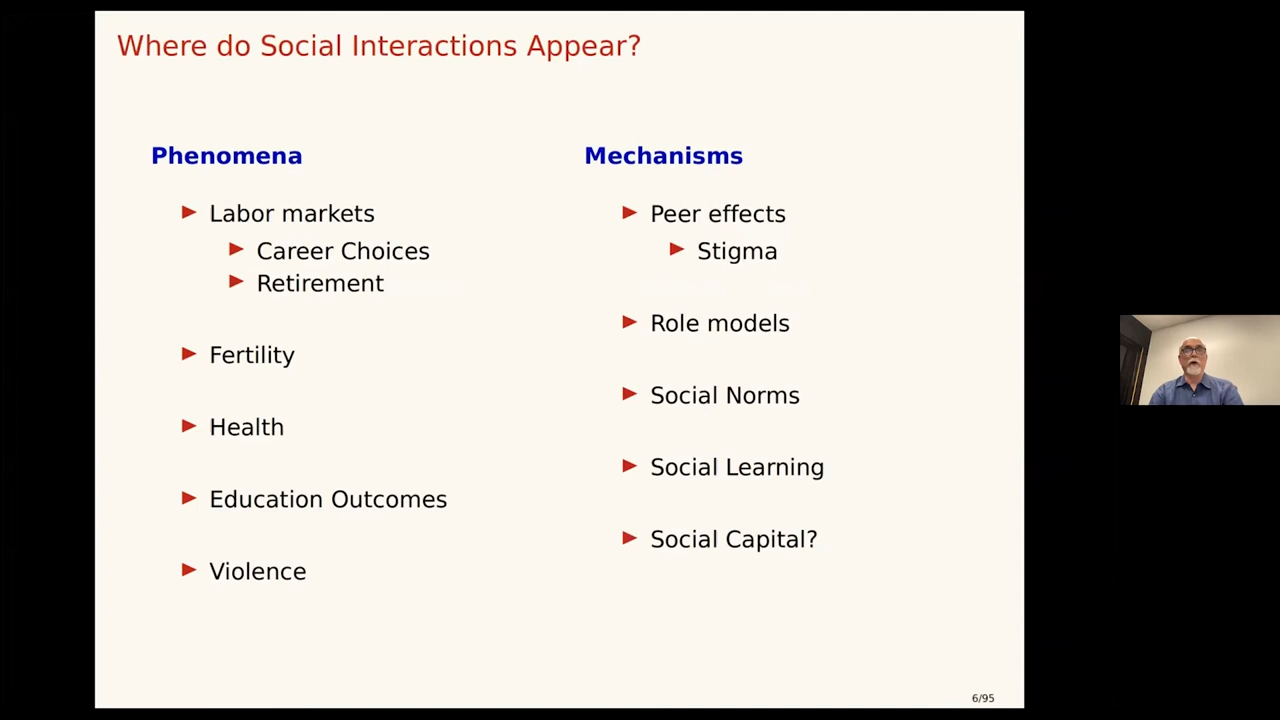 Where do Social Interactions Appear?
Phenomena
Labor markets
Career Choices
Retirement
Fertility
Health
Education Outcomes
Violence
Mechanisms
Peer effects
Stigma
Role models
Social Norms
Social Learning
Social Capital?
6/95